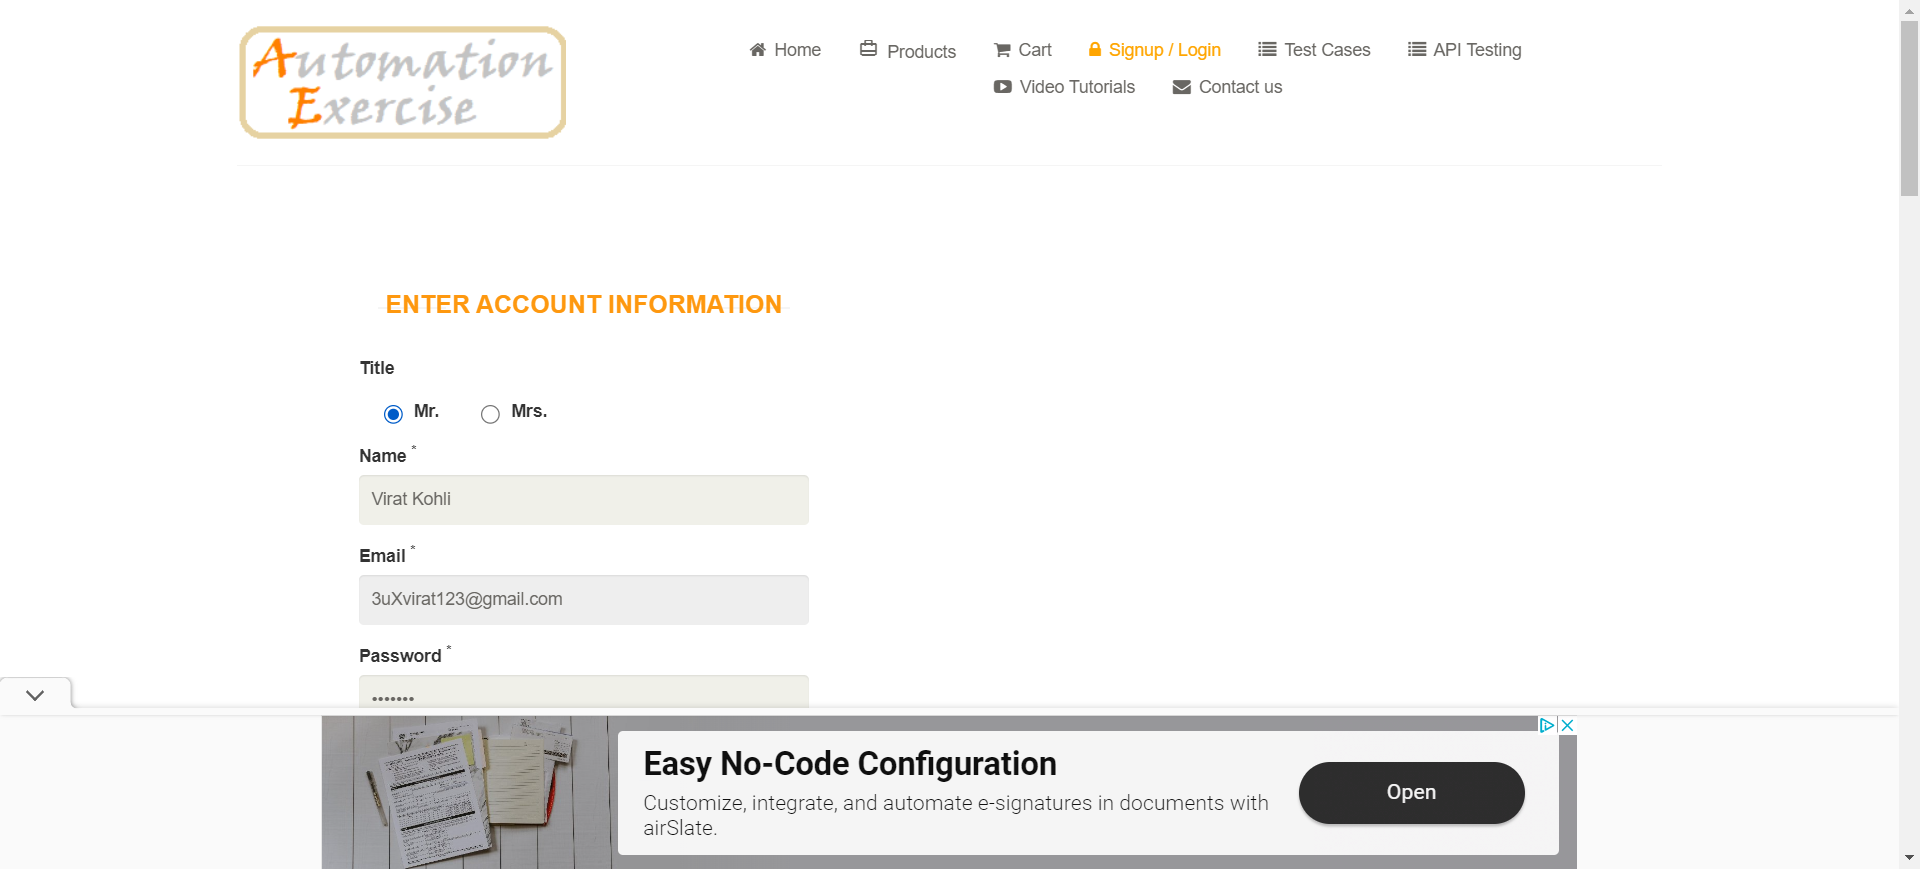 Automation
Exercise
Home
Products
Cart
Signup / Login
Test Cases
API Testing
Video Tutorials
Contact us
ENTER ACCOUNT INFORMATION
Title
Mr.
Mrs.
Name *
Virat Kohli
Email *
3uXvirat123@gmail.com
Password *
•••••••
Easy No-Code Configuration
Customize, integrate, and automate e-signatures in documents with
airSlate.
Open